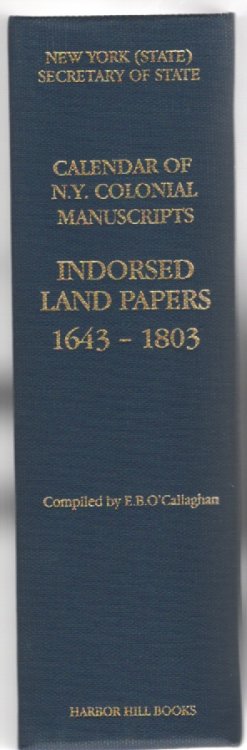 NEW YORK (STATE)
SECRETARY OF STATE
CALENDAR OF
N.Y. COLONIAL
MANUSCRIPTS
INDORSED
LAND PAPERS
1643 - 1803
Compiled by E.B.O'Callaghan
HARBOR HILL BOOKS